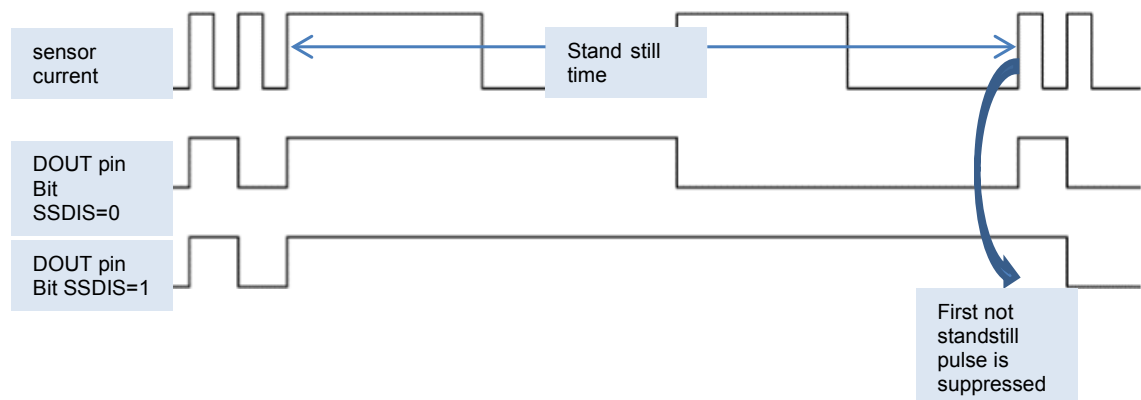 sensor
current
Stand still
time
DOUT pin
Bit
SSDIS=0
DOUT pin
Bit SSDIS=1
First not
standstill
pulse is
suppressed